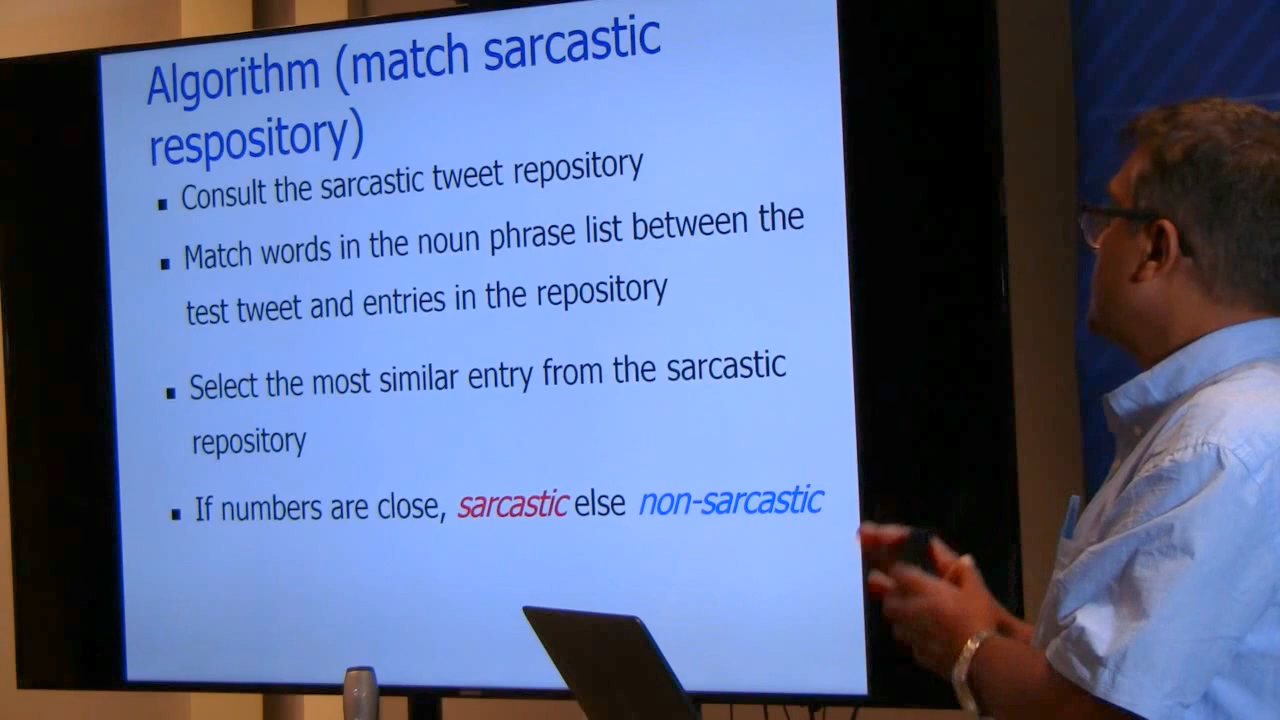 Algorithm (match sarcastic
respository)
▪ Consult the sarcastic tweet repository
▪ Match words in the noun phrase list between the
test tweet and entries in the repository
▪ Select the most similar entry from the sarcastic
repository
▪ If numbers are close, sarcastic else non-sarcastic